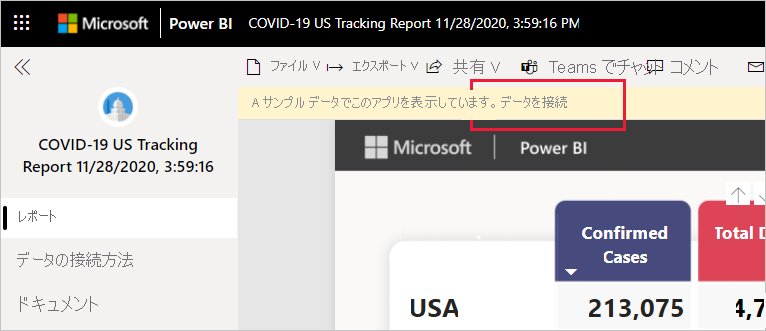 Microsoft Power BI COVID-19 US Tracking Report 11/28/2020, 3:59:16 PM
ファイル エクスポート 共有 Teams でチャット コメント
A サンプル データでこのアプリを表示しています。データを接続
COVID-19 US Tracking
Report 11/28/2020, 3:59:16
Microsoft Power BI
レポート
データの接続方法
ドキュメント
Confirmed
Cases
Total D
USA 213,075 4,7